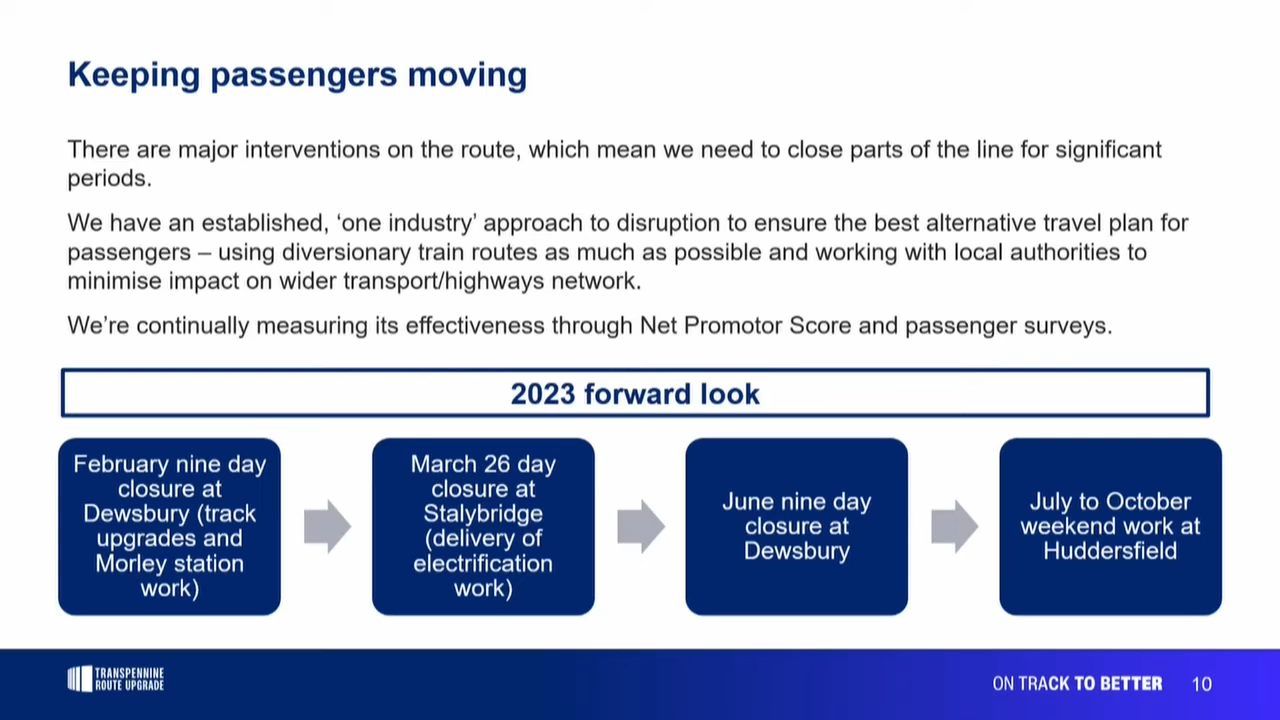 Keeping passengers moving
There are major interventions on the route, which mean we need to close parts of the line for significant
periods.
We have an established, ‘one industry’ approach to disruption to ensure the best alternative travel plan for
passengers – using diversionary train routes as much as possible and working with local authorities to
minimise impact on wider transport/highways network.
We’re continually measuring its effectiveness through Net Promotor Score and passenger surveys.
2023 forward look
February nine day
closure at
Dewsbury (track
upgrades and
Morley station
work)
March 26 day
closure at
Stalybridge
(delivery of
electrification
work)
June nine day
closure at
Dewsbury
July to October
weekend work at
Huddersfield
TRANSPENNINE
ROUTE UPGRADE
ON TRACK TO BETTER
10